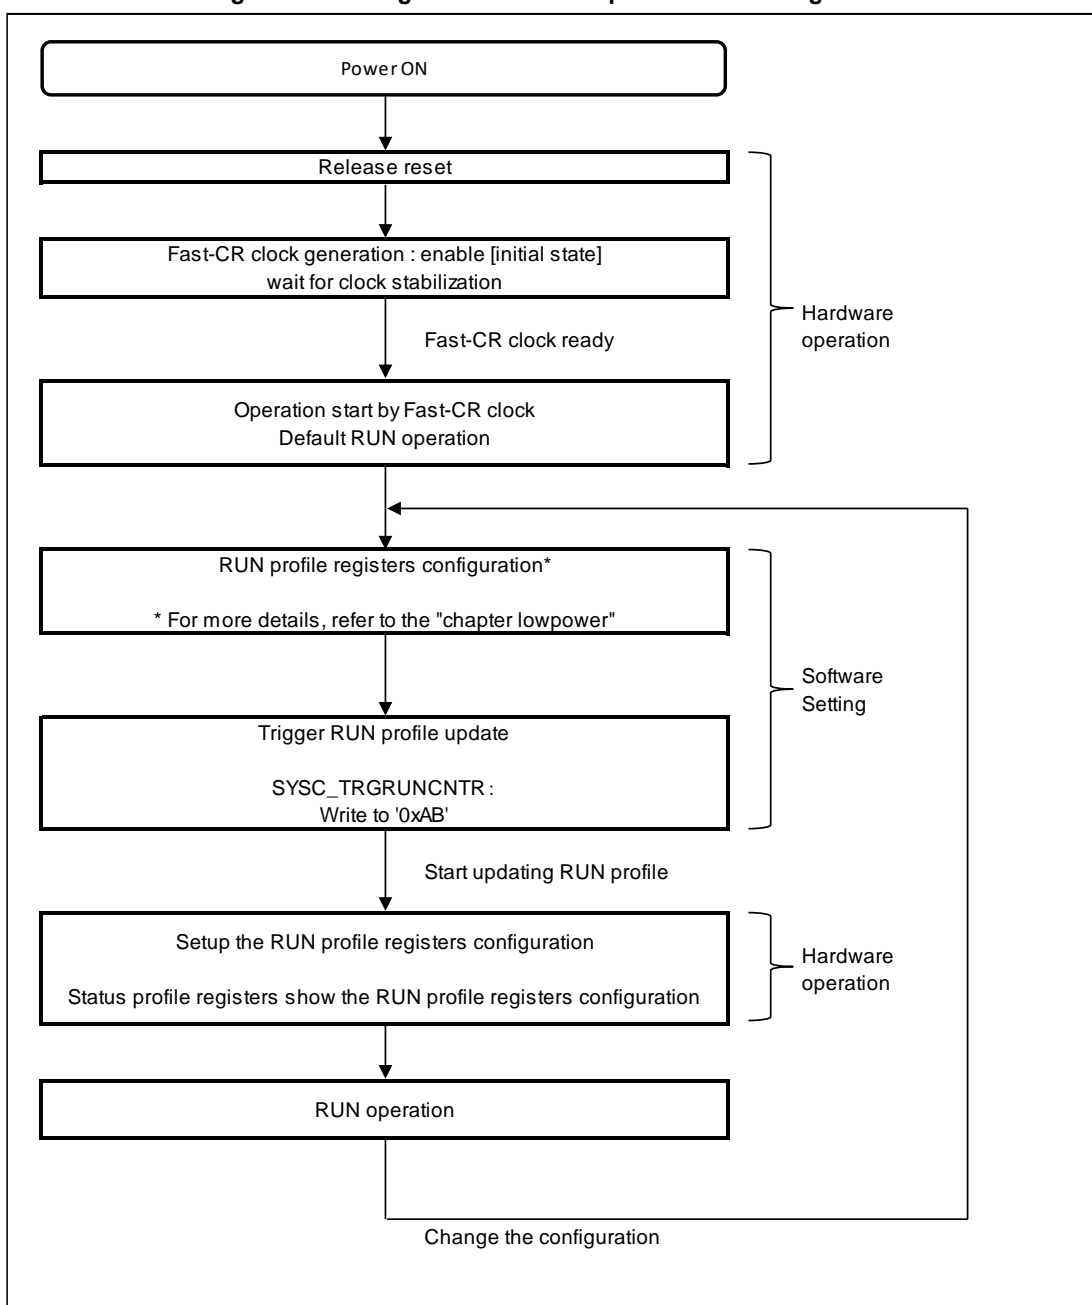 Power ON
Release reset
Fast-CR clock generation : enable [initial state]
wait for clock stabilization
Fast-CR clock ready
Hardware
operation
Operation start by Fast-CR clock
Default RUN operation
RUN profile registers configuration*
* For more details, refer to the "chapter lowpower"
Software
Setting
Trigger RUN profile update
SYSC_TRGRUNCNTR :
Write to '0xAB'
Start updating RUN profile
Setup the RUN profile registers configuration
Status profile registers show the RUN profile registers configuration
Hardware
operation
RUN operation
Change the configuration